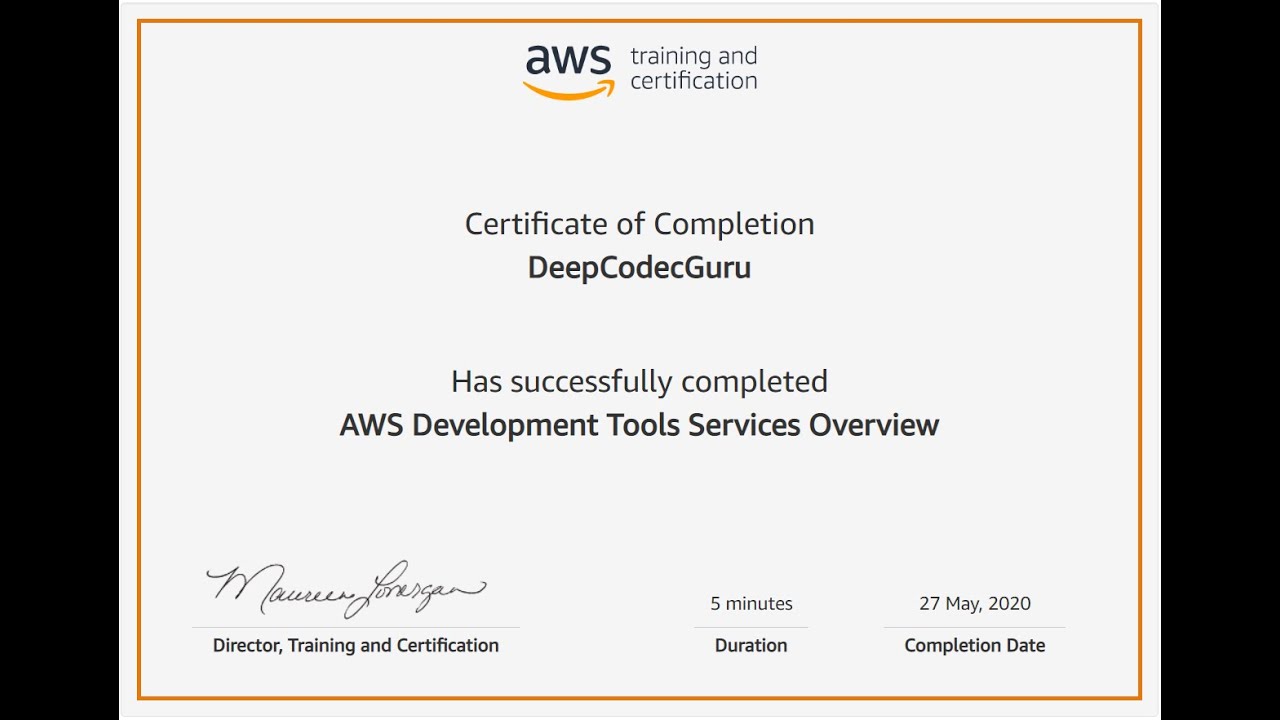 aws training and
certification
Certificate of Completion
DeepCodecGuru
Has successfully completed
AWS Development Tools Services Overview
Maureen Lonergan
Director, Training and Certification
5 minutes
Duration
27 May, 2020
Completion Date